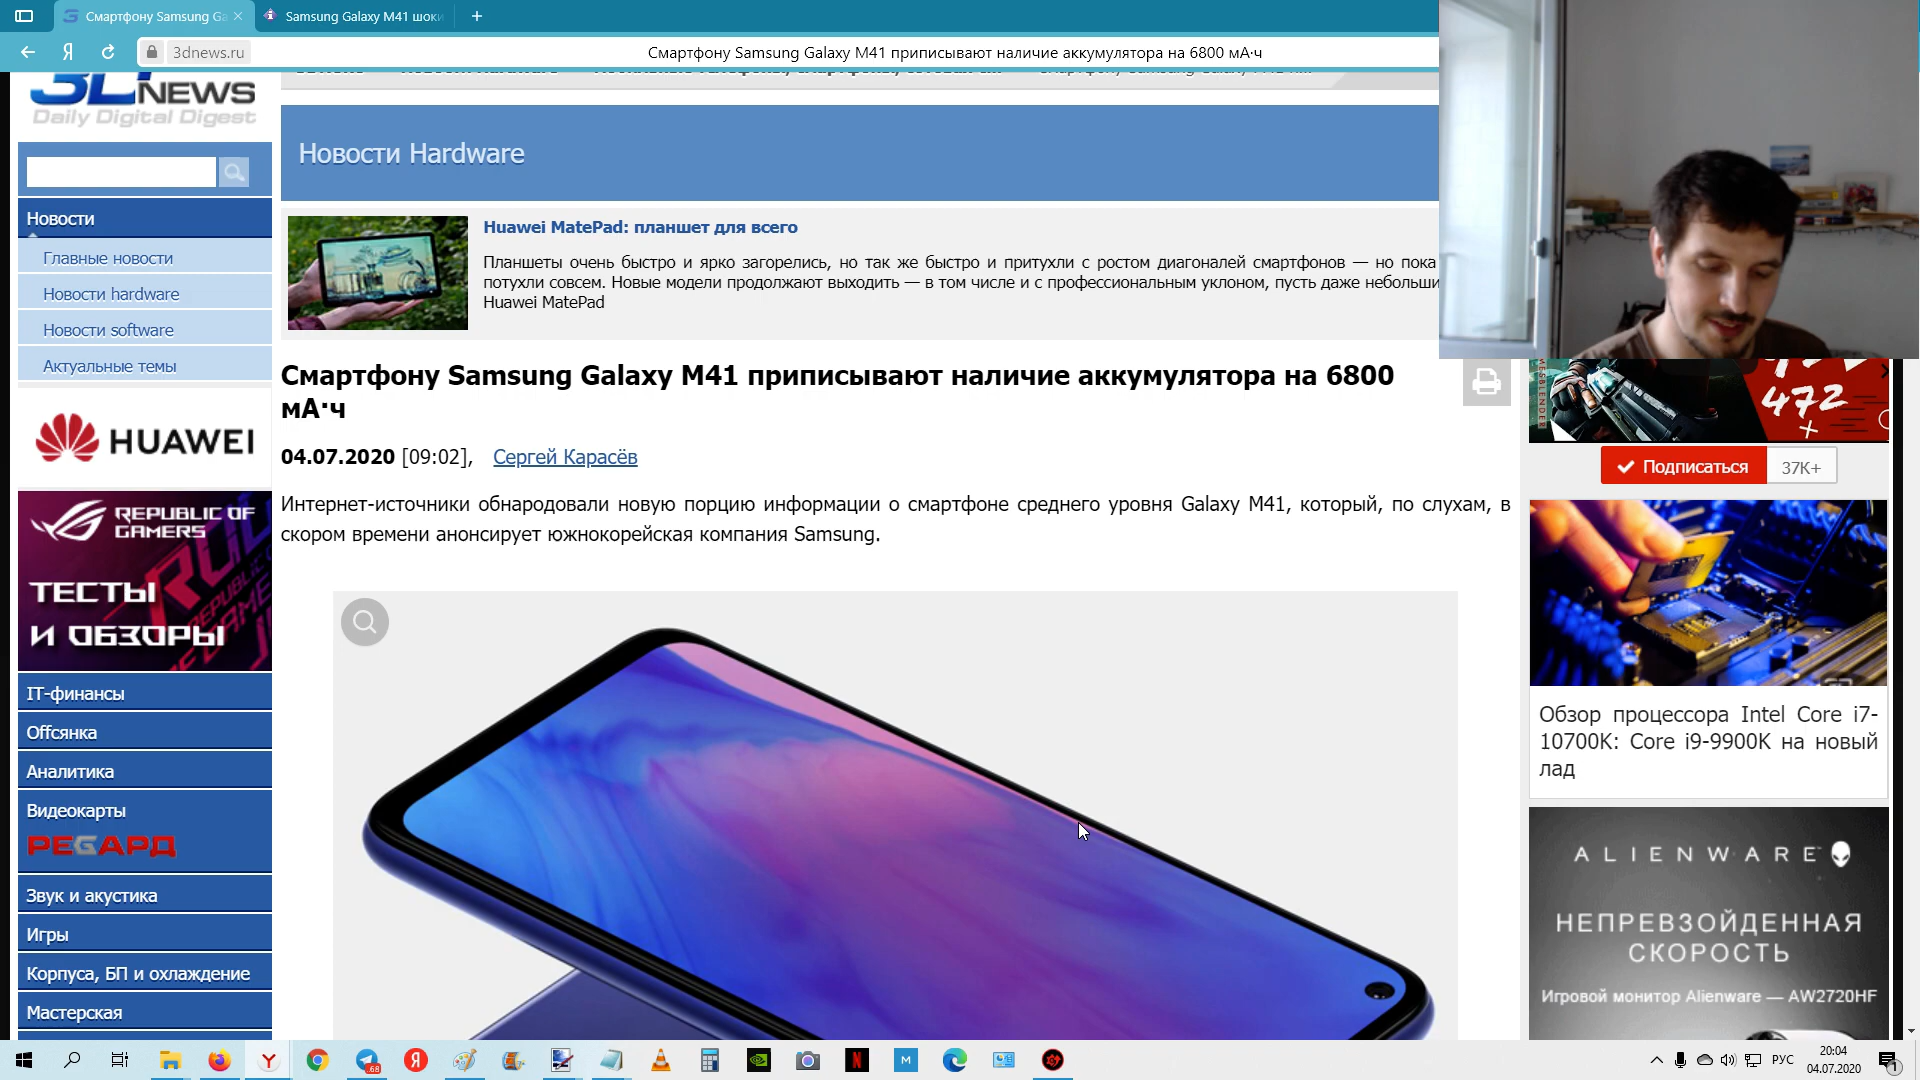 Смартфону Samsung Ga
Samsung Galaxy M41 шоки
Я
3dnews.ru
Смартфону Samsung Galaxy M41 приписывают наличие аккумулятора на 6800 мА·ч
3DNEWS
Daily Digital Digest
Новости Hardware
Новости
Главные новости
Новости hardware
Новости software
Актуальные темы
HUAWEI
REPUBLIC OF
GAMERS
ТЕСТЫ
И ОБЗОРЫ
IT-финансы
Offсянка
Аналитика
Видеокарты
РЕГАРД
Звук и акустика
Игры
Корпуса, БП и охлаждение
Мастерская
Huawei MatePad: планшет для всего
Планшеты очень быстро и ярко загорелись, но так же быстро и притухли с ростом диагоналей смартфонов — но пока
потухли совсем. Новые модели продолжают выходить — в том числе и с профессиональным уклоном, пусть даже небольши
Huawei MatePad
Смартфону Samsung Galaxy M41 приписывают наличие аккумулятора на 6800
мА·ч
04.07.2020 [09:02], Сергей Карасёв
Интернет-источники обнародовали новую порцию информации о смартфоне среднего уровня Galaxy M41, который, по слухам, в
скором времени анонсирует южнокорейская компания Samsung.
472
Подписаться 37K+
Обзор процессора Intel Core i7-
10700K: Core i9-9900K на новый
лад
ALIENWARE
НЕПРЕВЗОЙДЕННАЯ
СКОРОСТЬ
Игровой монитор Alienware — AW2720HF
.68
РУС
20:04
04.07.2020
1